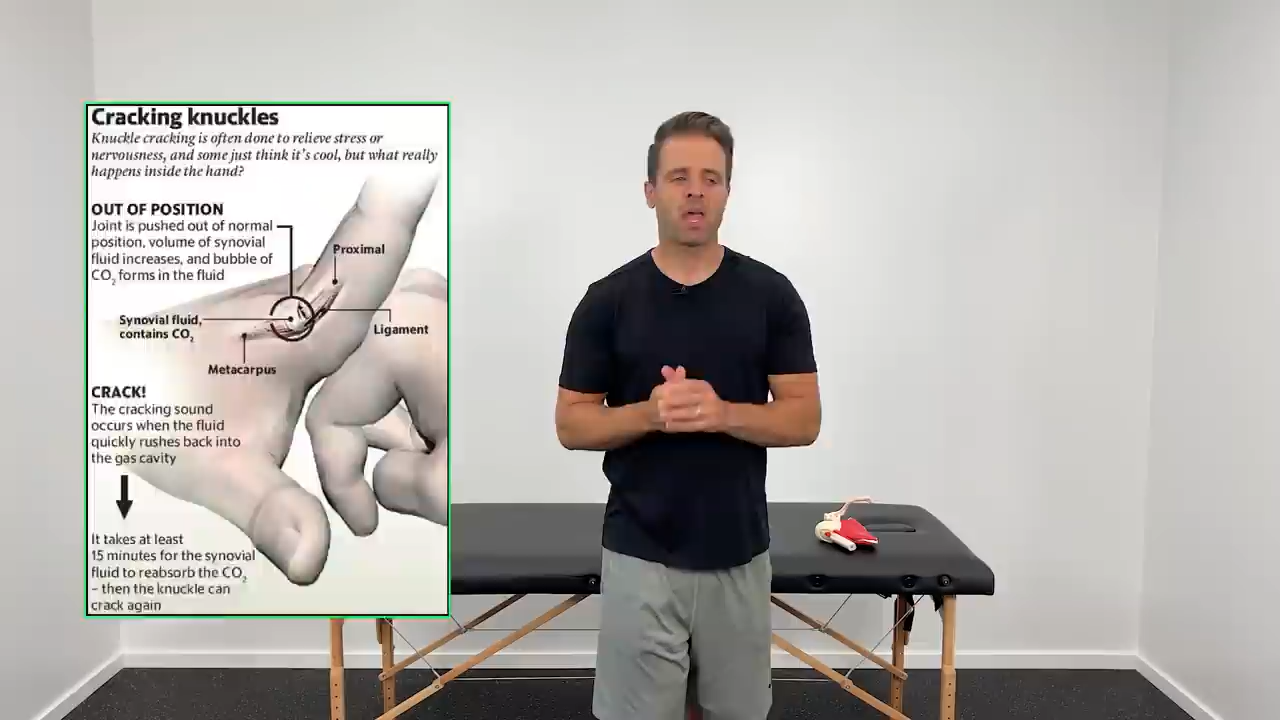 Cracking knuckles
Knuckle cracking is often done to relieve stress or
nervousness, and some just think it's cool, but what really
happens inside the hand?
OUT OF POSITION
Joint is pushed out of normal
position, volume of synovial
fluid increases, and bubble of
CO₂ forms in the fluid
Proximal
Synovial fluid,
contains CO₂
Ligament
Metacarpus
CRACK!
The cracking sound
occurs when the fluid
quickly rushes back into
the gas cavity
It takes at least
15 minutes for the synovial
fluid to reabsorb the CO₂
– then the knuckle can
crack again